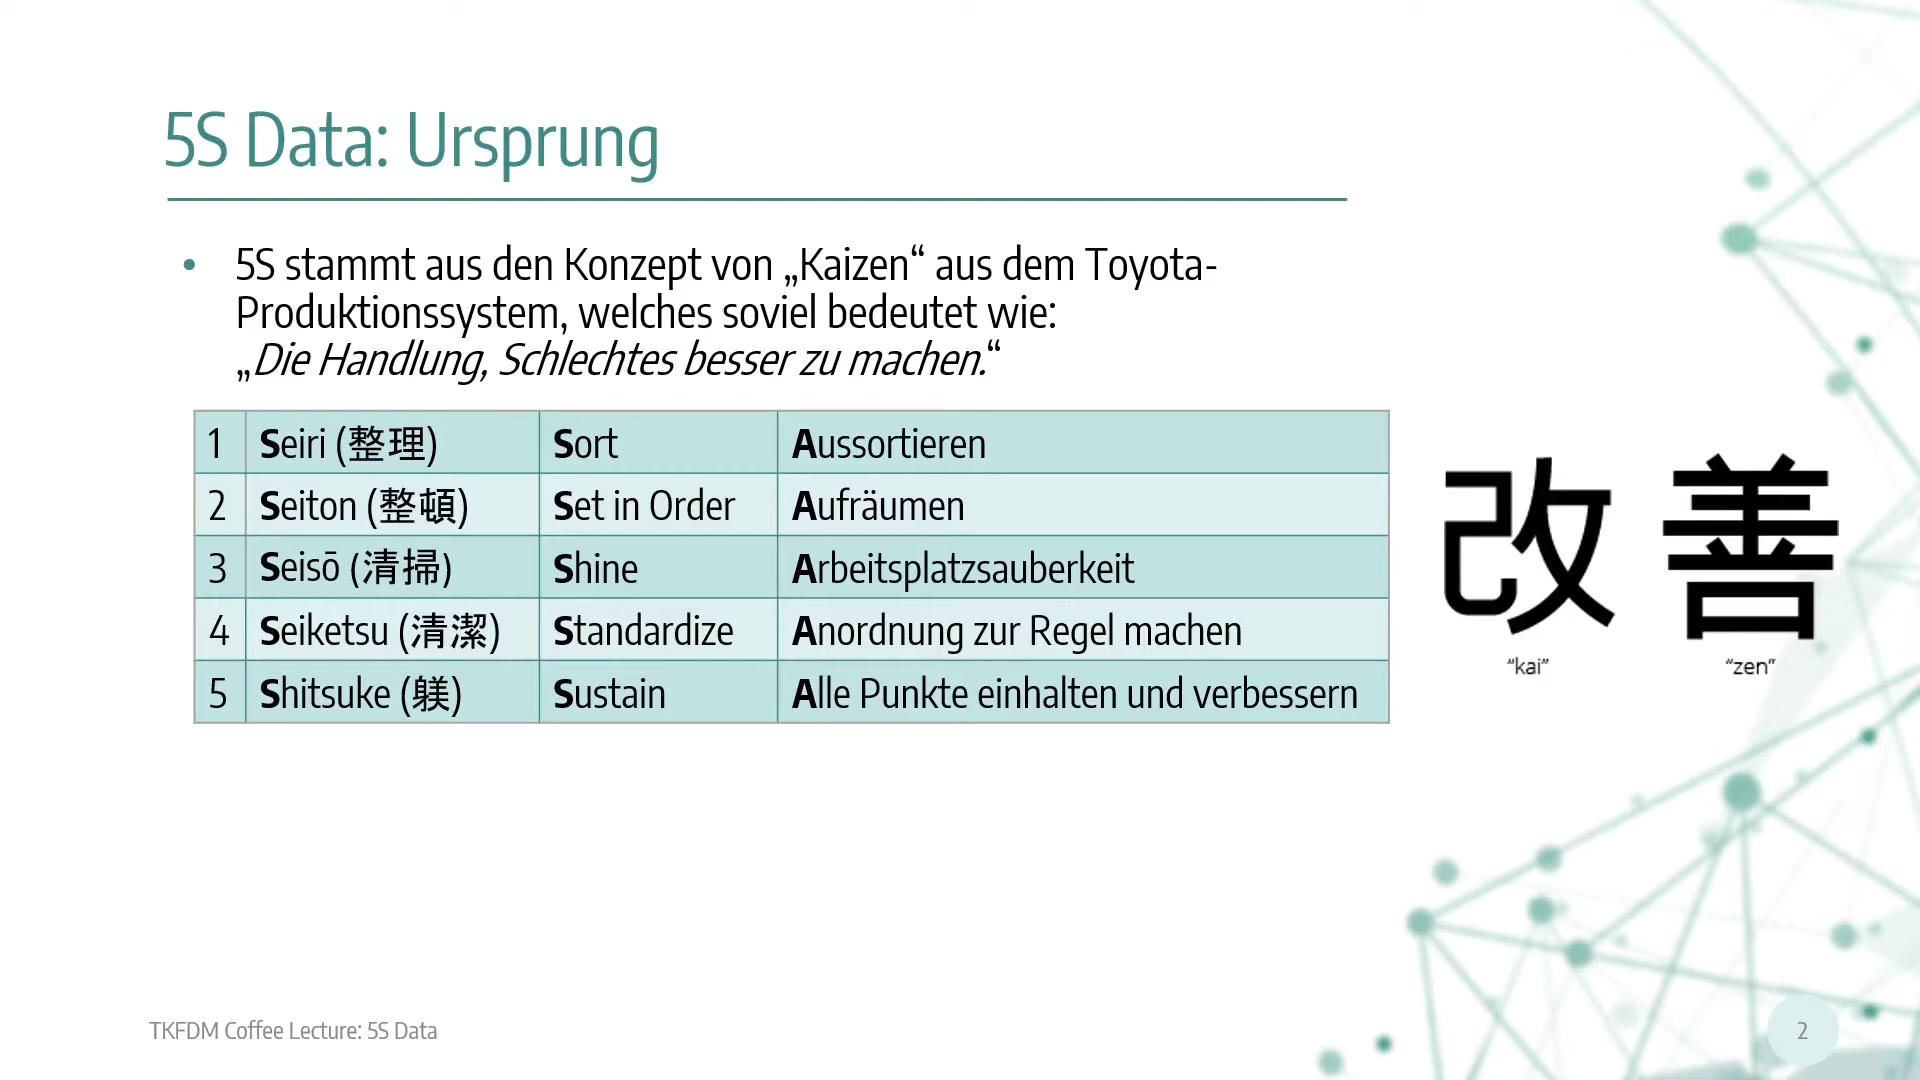 5S Data: Ursprung
• 5S stammt aus den Konzept von „Kaizen“ aus dem Toyota-
Produktionssystem, welches soviel bedeutet wie:
„Die Handlung, Schlechtes besser zu machen.“
1 Seiri (整理) Sort Aussortieren
2 Seiton (整頓) Set in Order Aufräumen
3 Seisō (清掃) Shine Arbeitsplatzsauberkeit
4 Seiketsu (清潔) Standardize Anordnung zur Regel machen
5 Shitsuke (躾) Sustain Alle Punkte einhalten und verbessern
改 善
“kai” “zen”
TKFDM Coffee Lecture: 5S Data
2